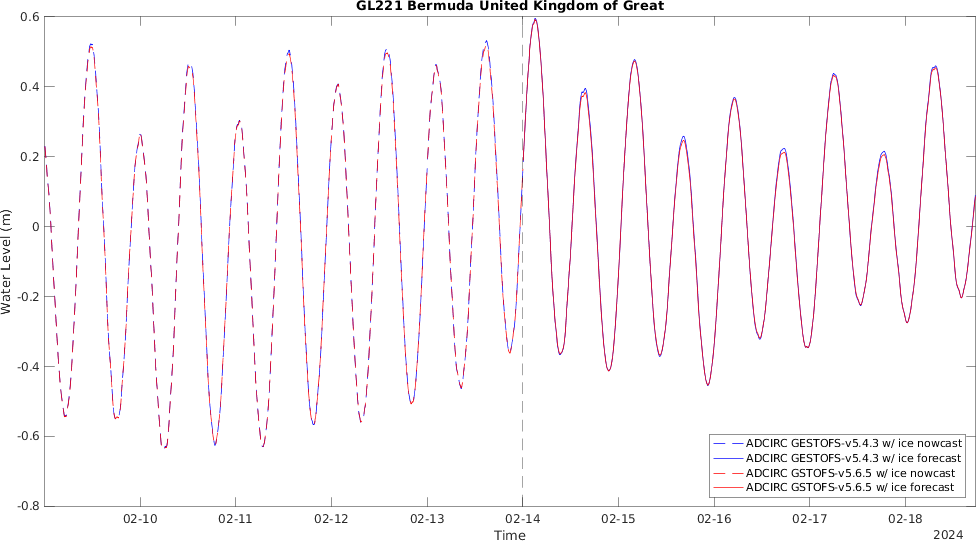 GL221 Bermuda United Kingdom of Great
Water Level (m)
0.6
0.4
0.2
0
-0.2
-0.4
-0.6
-0.8
ADCIRC GESTOFS-v5.4.3 w/ ice nowcast
ADCIRC GESTOFS-v5.4.3 w/ ice forecast
ADCIRC GSTOFS-v5.6.5 w/ ice nowcast
ADCIRC GSTOFS-v5.6.5 w/ ice forecast
02-10 02-11 02-12 02-13 02-14 02-15 02-16 02-17 02-18
Time
2024